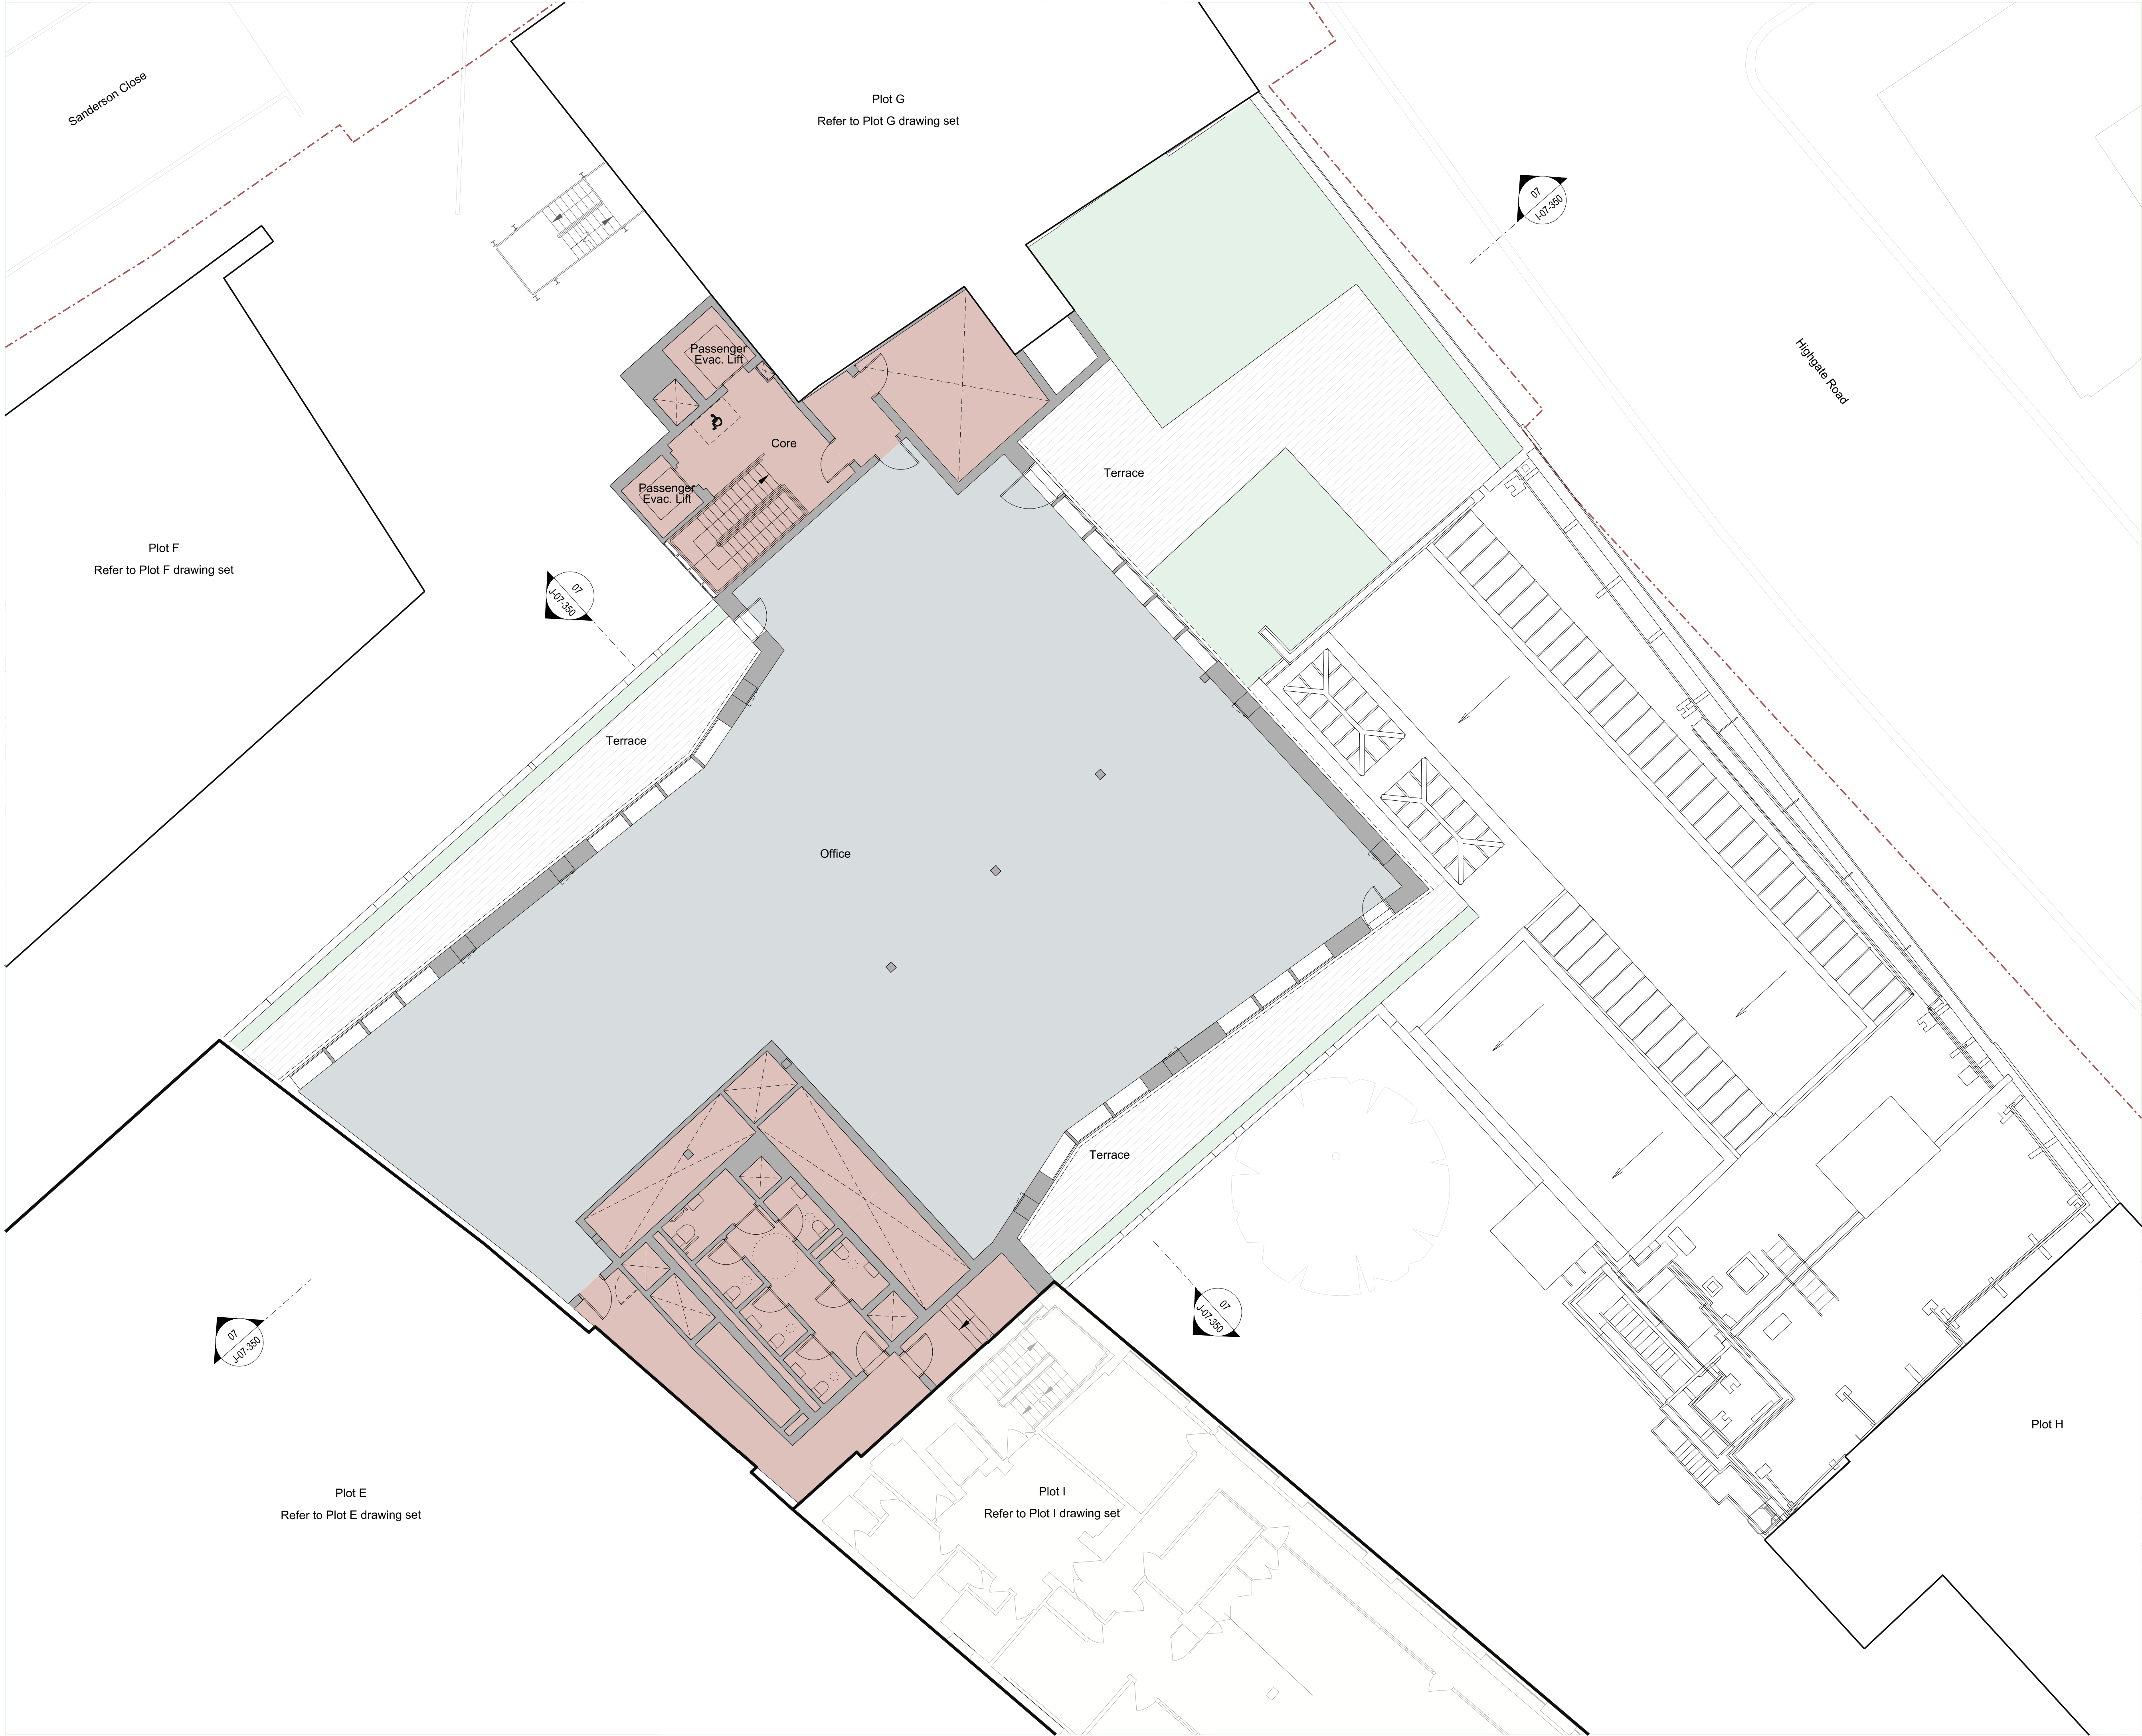 Sanderson Close
Plot G
Refer to Plot G drawing set
07
I-07-350
Highgate Road
Passenger
Evac. Lift
Core
Terrace
Passenger
Evac. Lift
Plot F
Refer to Plot F drawing set
07
J-07-350
Terrace
Office
Terrace
07
J-07-350
07
J-07-350
Plot H
Plot E
Refer to Plot E drawing set
Plot I
Refer to Plot I drawing set